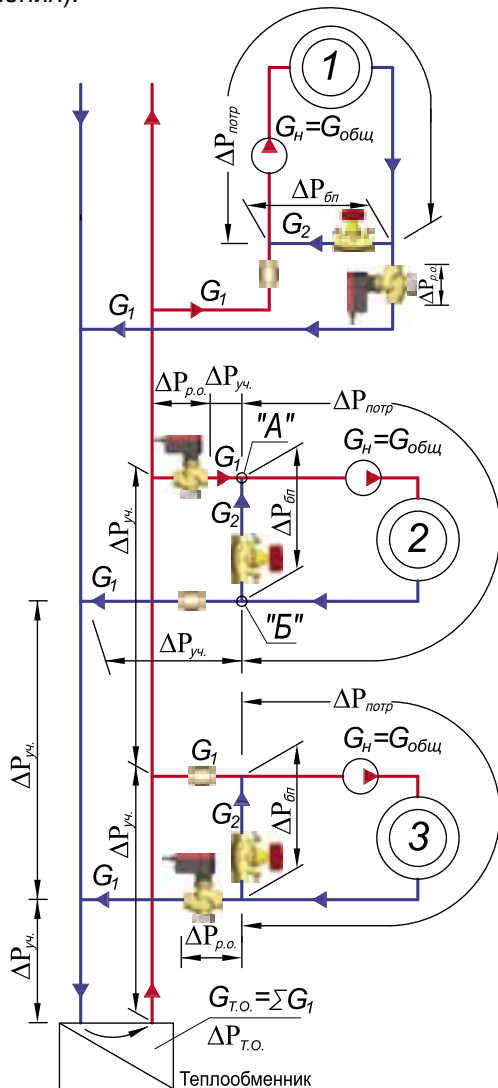 ения).
1
ΔPпотр
Gн=Gобщ
ΔPбп
G2
ΔPр.о.
G1
G1
ΔPр.о.
ΔPуч.
ΔPпотр
"А"
Gн=Gобщ
G1
ΔPбп
G2
ΔPуч.
2
G1
"Б"
ΔPуч.
ΔPпотр
ΔPуч.
G1
Gн=Gобщ
ΔPбп
G2
3
ΔPуч.
G1
ΔPр.о.
ΔPуч.
GТ.О.=ΣG1
ΔPТ.О.
Теплообменник